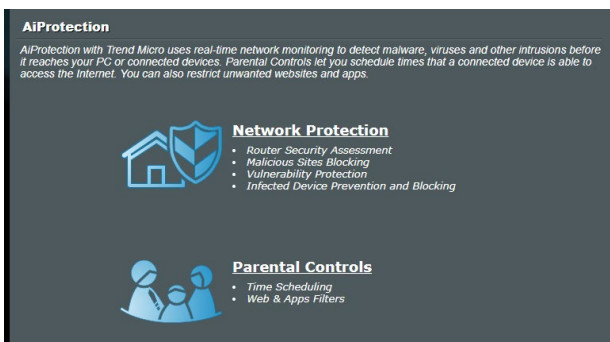 AiProtection
AiProtection with Trend Micro uses real-time network monitoring to detect malware, viruses and other intrusions before
it reaches your PC or connected devices. Parental Controls let you schedule times that a connected device is able to
access the Internet. You can also restrict unwanted websites and apps.
Network Protection
• Router Security Assessment
• Malicious Sites Blocking
• Vulnerability Protection
• Infected Device Prevention and Blocking
Parental Controls
• Time Scheduling
• Web & Apps Filters